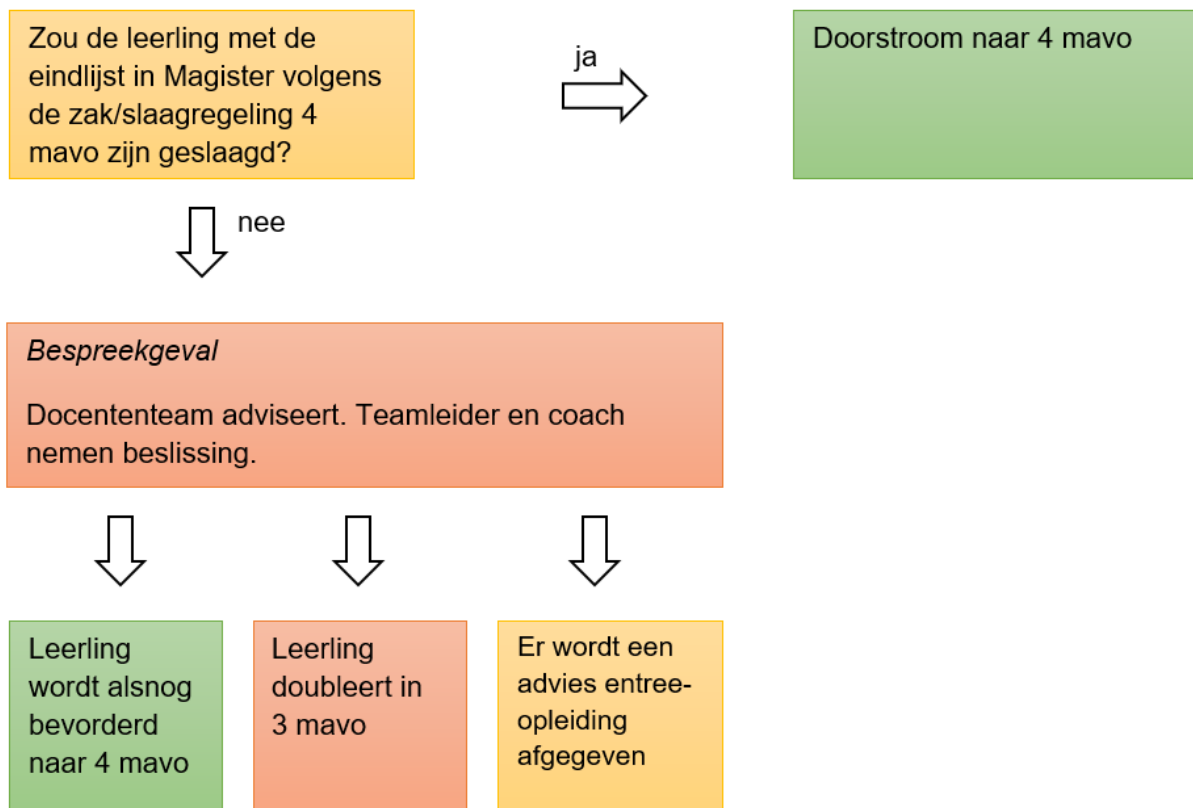 Zou de leerling met de
eindlijst in Magister volgens
de zak/slaagregeling 4
mavo zijn geslaagd?
ja
Doorstroom naar 4 mavo
nee
Bespreekgeval
Docententeam adviseert. Teamleider en coach
nemen beslissing.
Leerling
wordt alsnog
bevorderd
naar 4 mavo
Leerling
doubleert in
3 mavo
Er wordt een
advies entree-
opleiding
afgegeven